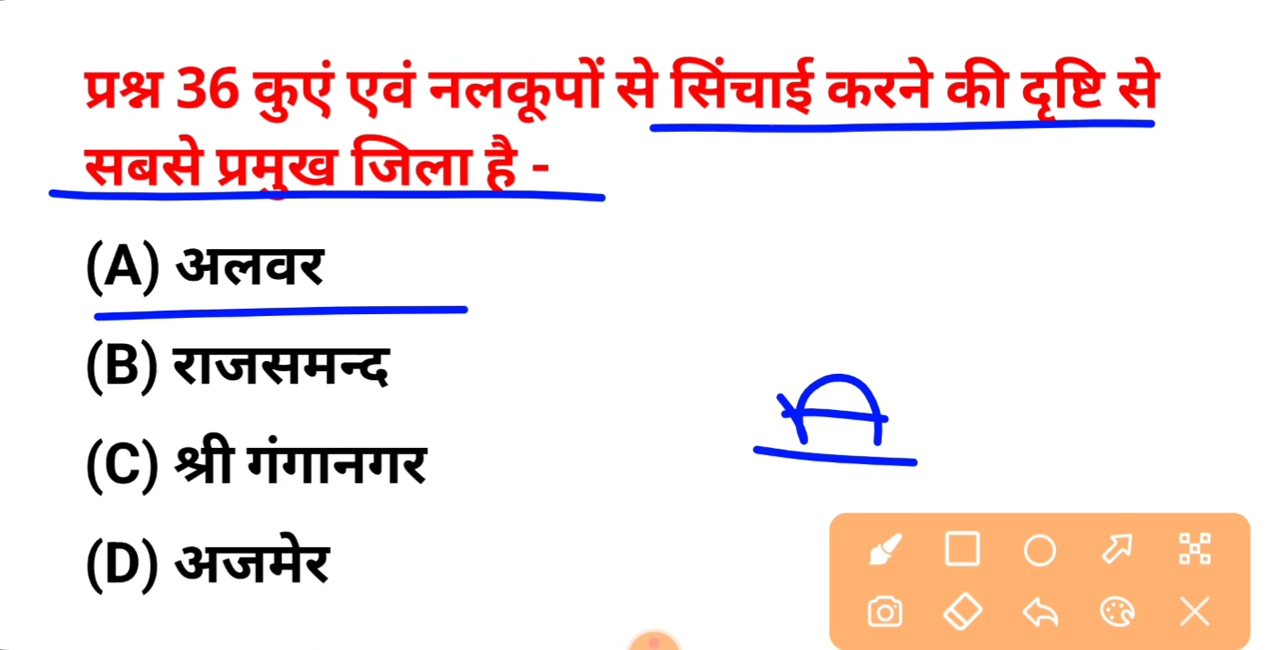 प्रश्न 36 कुएं एवं नलकूपों से सिंचाई करने की दृष्टि से
सबसे प्रमुख जिला है -
(A) अलवर
(B) राजसमन्द
(C) श्री गंगानगर
(D) अजमेर
A